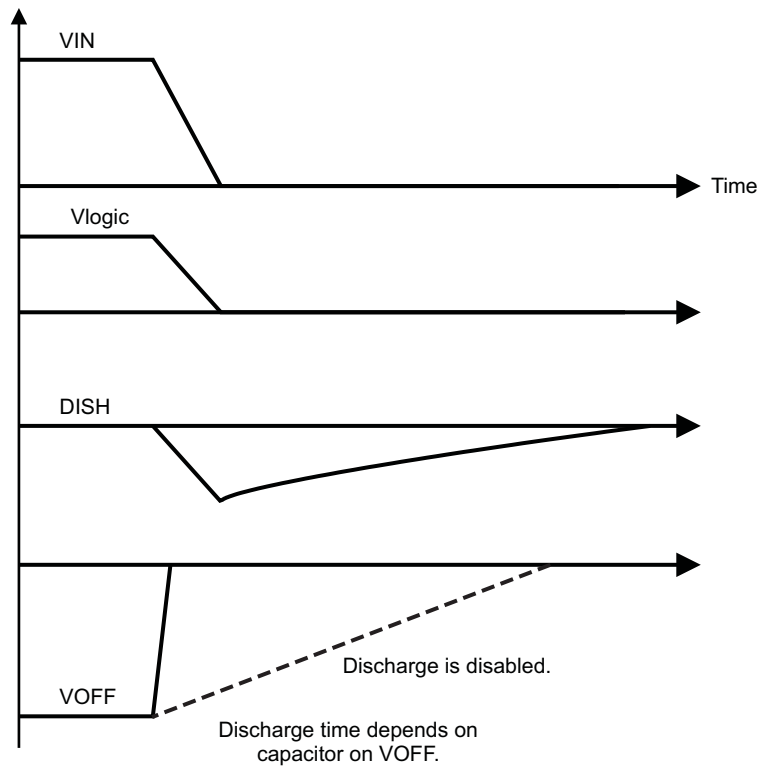 VIN
Time
Vlogic
DISH
Discharge is disabled.
VOFF
Discharge time depends on
capacitor on VOFF.